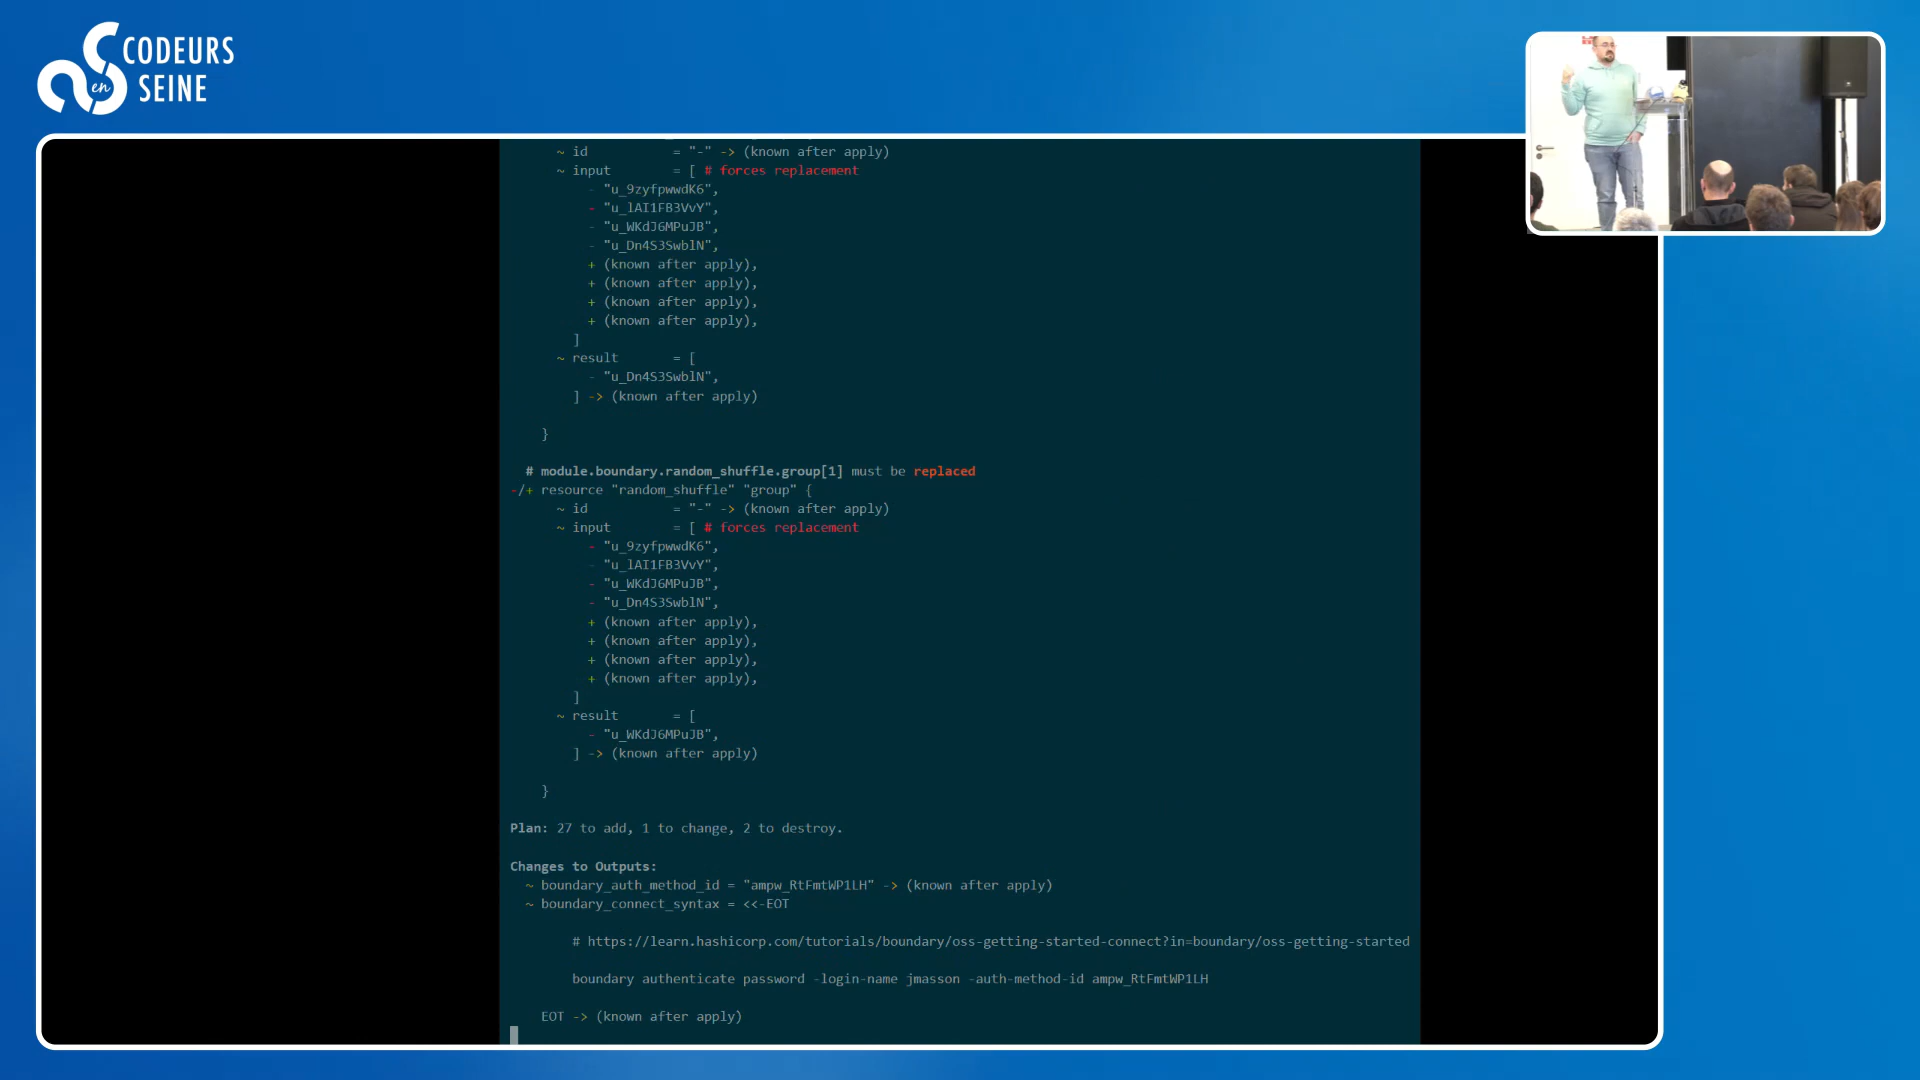 CODEURS
en SEINE
~ id = "-" -> (known after apply)
~ input = [ # forces replacement
- "u_9zyfpwwdK6",
- "u_lAI1FB3VvY",
- "u_WKdJ6MPuJB",
- "u_Dn4S3SwblN",
+ (known after apply),
+ (known after apply),
+ (known after apply),
+ (known after apply),
]
~ result = [
- "u_Dn4S3SwblN",
] -> (known after apply)
}
# module.boundary.random_shuffle.group[1] must be replaced
-/+ resource "random_shuffle" "group" {
~ id = "-" -> (known after apply)
~ input = [ # forces replacement
- "u_9zyfpwwdK6",
- "u_lAI1FB3VvY",
- "u_WKdJ6MPuJB",
- "u_Dn4S3SwblN",
+ (known after apply),
+ (known after apply),
+ (known after apply),
+ (known after apply),
]
~ result = [
- "u_WKdJ6MPuJB",
] -> (known after apply)
}
Plan: 27 to add, 1 to change, 2 to destroy.
Changes to Outputs:
~ boundary_auth_method_id = "ampw_RtFmtWP1LH" -> (known after apply)
~ boundary_connect_syntax = <<-EOT
# https://learn.hashicorp.com/tutorials/boundary/oss-getting-started-connect?in=boundary/oss-getting-started
boundary authenticate password -login-name jmasson -auth-method-id ampw_RtFmtWP1LH
EOT -> (known after apply)